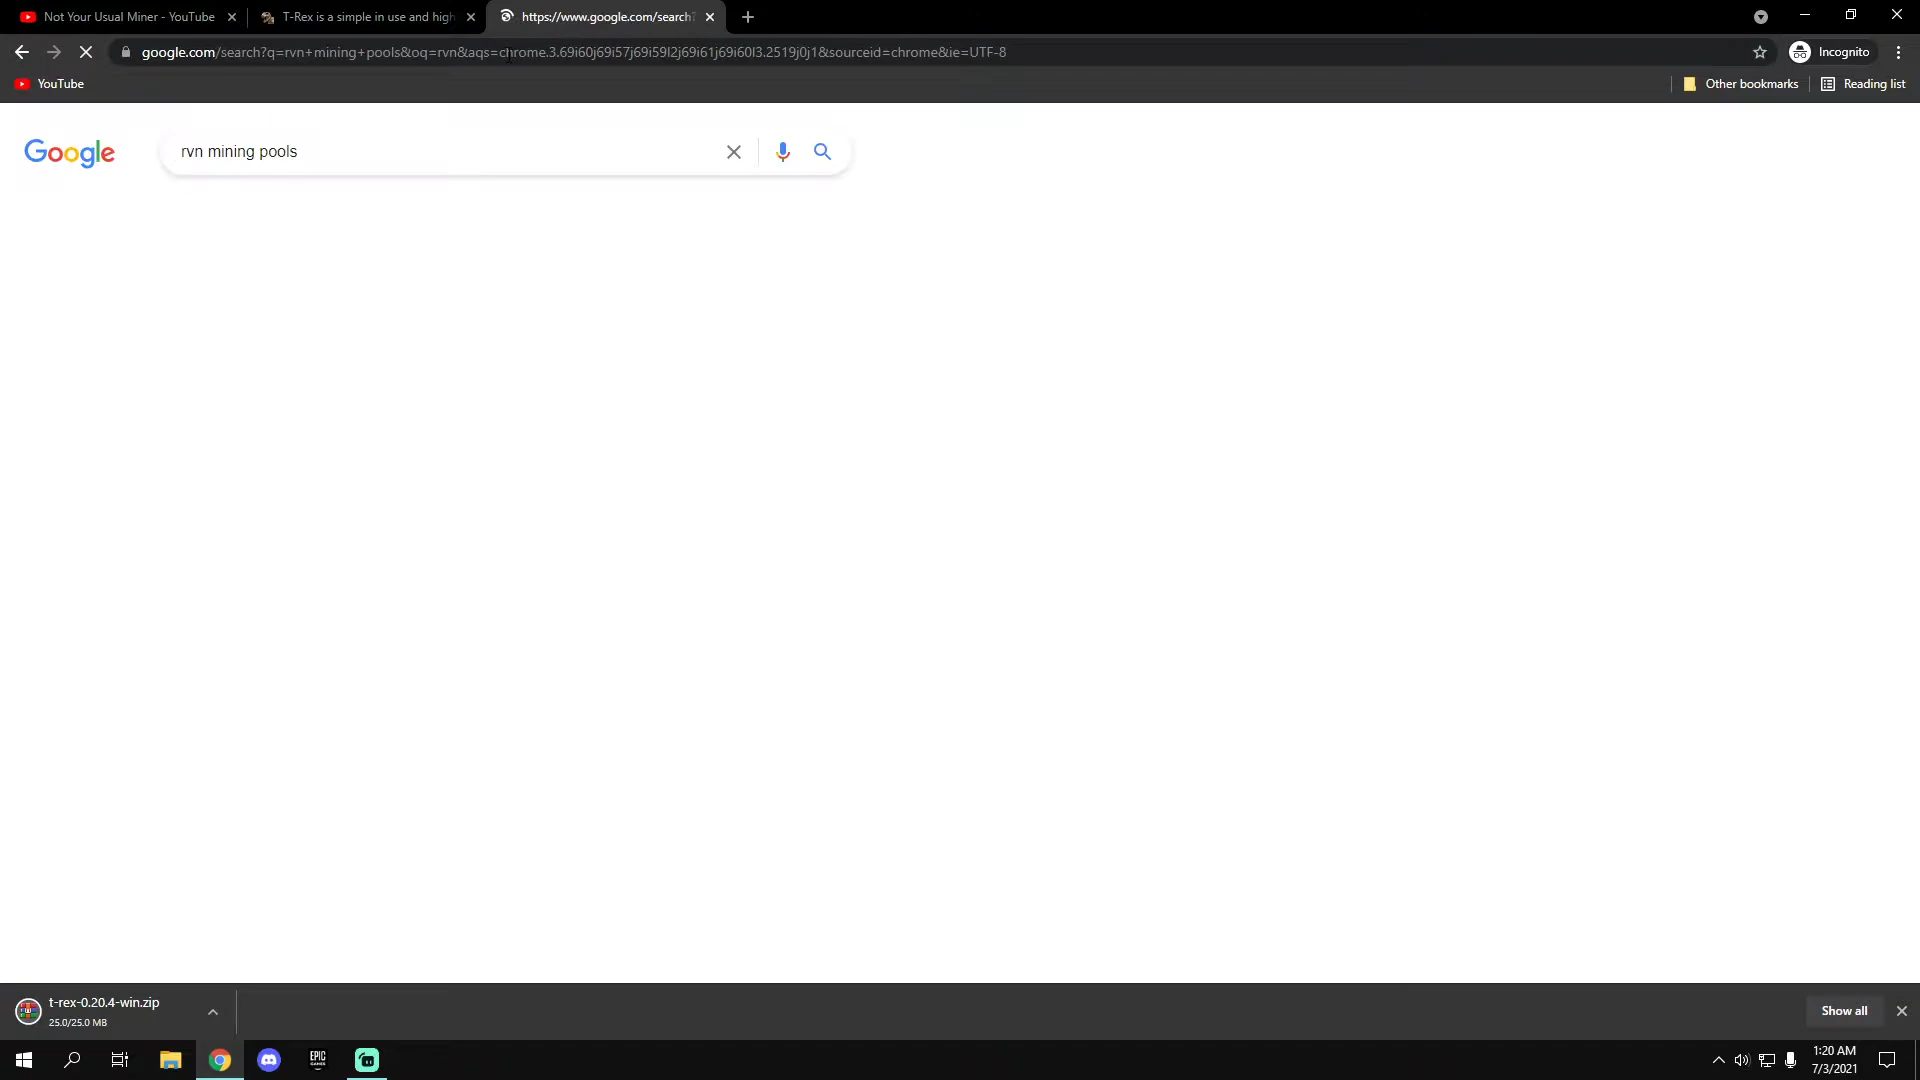 Not Your Usual Miner - YouTube
T-Rex is a simple in use and high
https://www.google.com/search?
google.com/search?q=rvn+mining+pools&oq=rvn&aqs=chrome.3.69i60j69i57j69i59l2j69i61j69i60l3.2519j0j1&sourceid=chrome&ie=UTF-8
Incognito
YouTube
Other bookmarks
Reading list
Google
rvn mining pools
t-rex-0.20.4-win.zip
25.0/25.0 MB
Show all
EPIC
GAMES
1:20 AM
7/3/2021